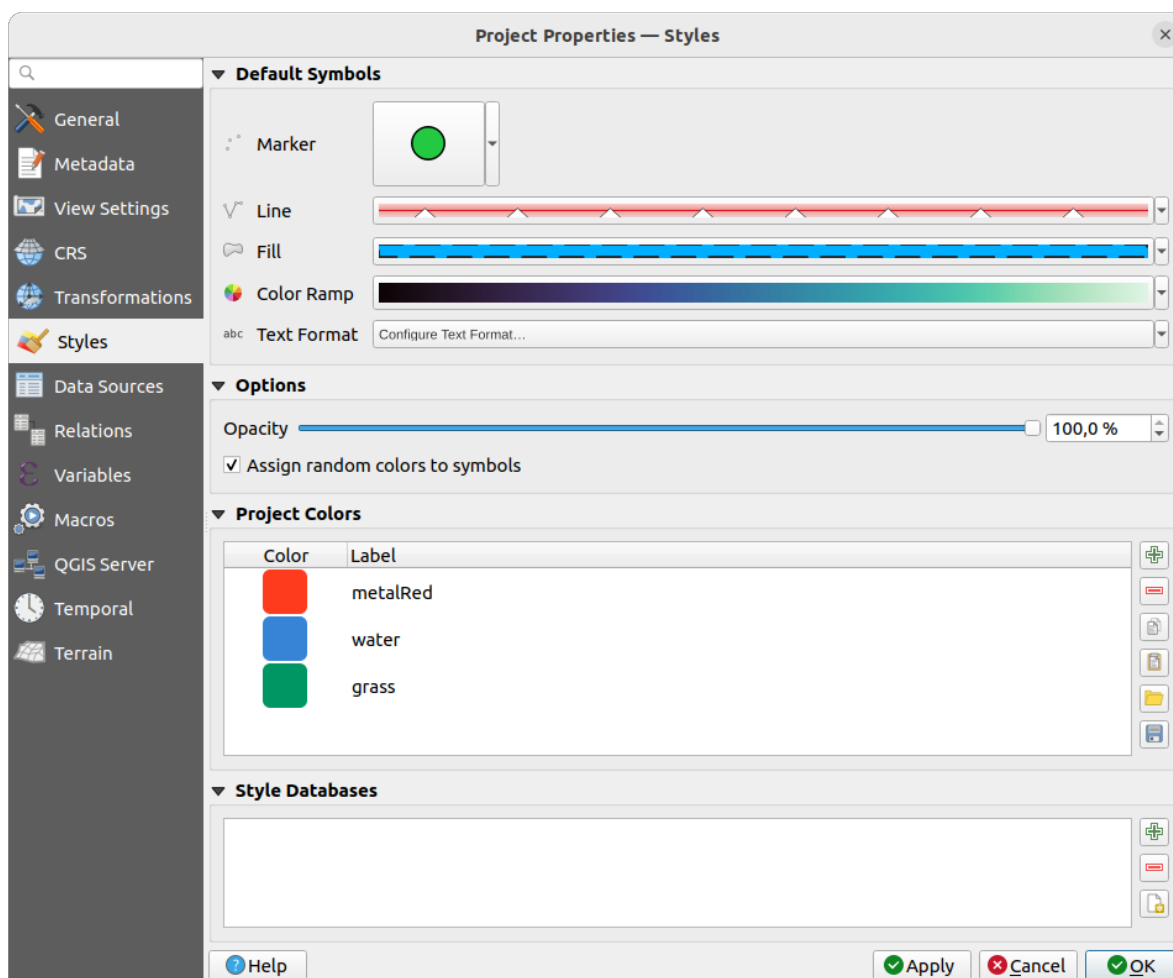 Project Properties — Styles
General
Metadata
View Settings
CRS
Transformations
Styles
Data Sources
Relations
Variables
Macros
QGIS Server
Temporal
Terrain
Default Symbols
Marker
Line
Fill
Color Ramp
abc Text Format Configure Text Format...
Options
Opacity 100,0 %
Assign random colors to symbols
Project Colors
Color Label
metalRed
water
grass
Style Databases
Help Apply Cancel OK